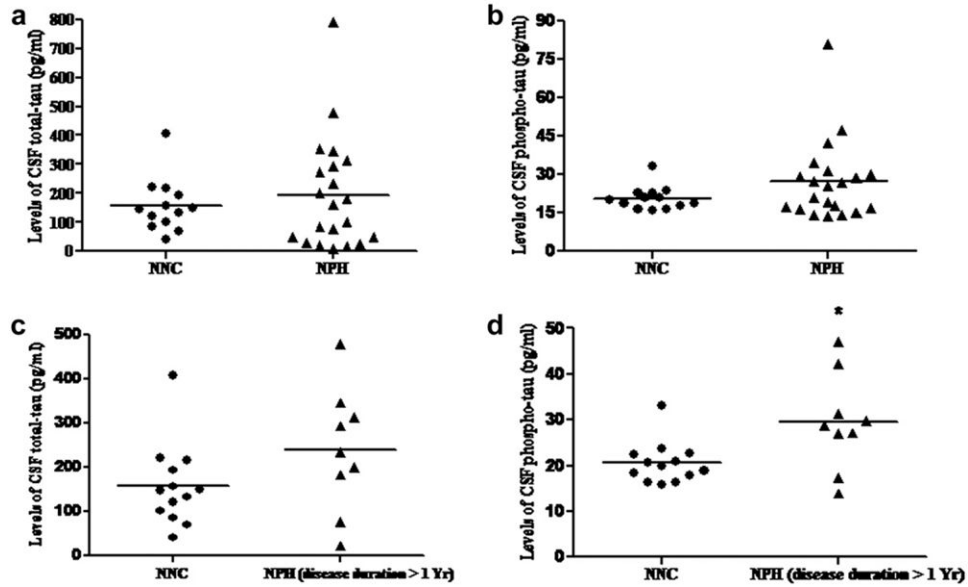 a
Levels of CSF total-tau (pg/ml)
800
700
600
500
400
300
200
100
0
NNC
NPH
b
Levels of CSF phospho-tau (pg/ml)
90
75
60
45
30
15
0
NNC
NPH
c
Levels of CSF total-tau (pg/ml)
500
400
300
200
100
0
NNC
NPH (disease duration > 1 Yr)
d
Levels of CSF phospho-tau (pg/ml)
*
50
40
30
20
10
0
NNC
NPH (disease duration > 1 Yr)